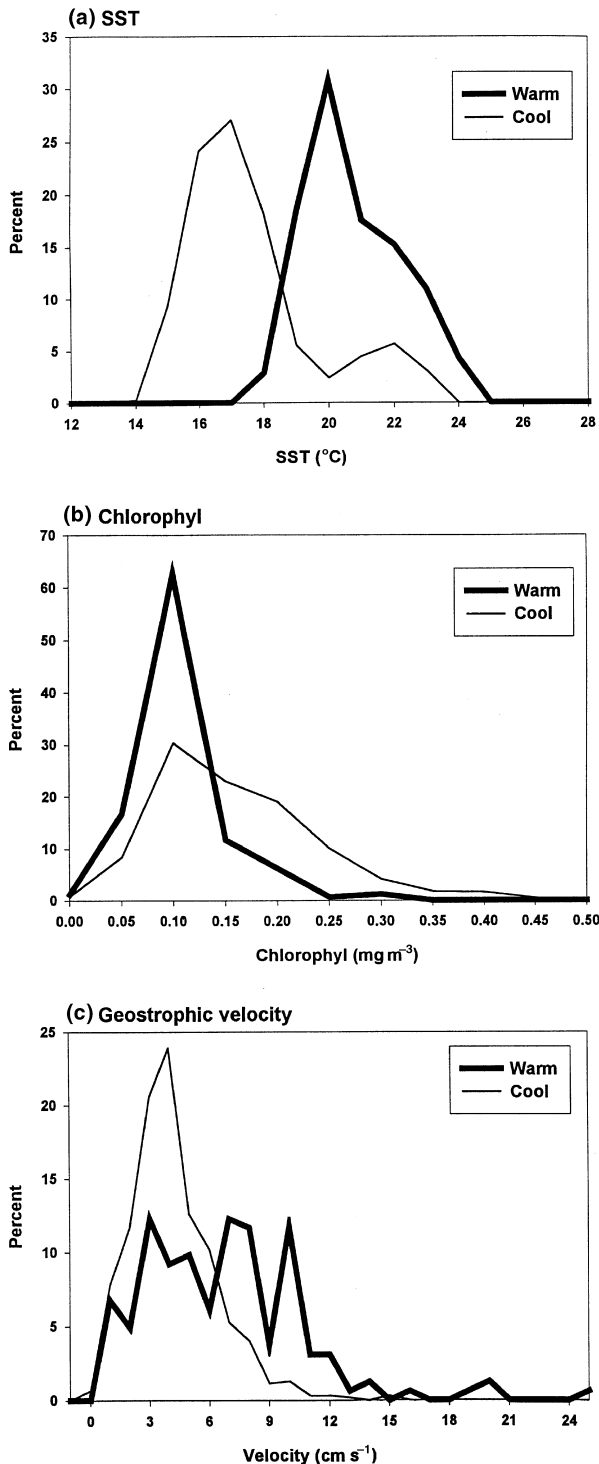 (a) SST
35
30
25
20
15
10
5
0
Percent
Warm
Cool
12 14 16 18 20 22 24 26 28
SST (°C)
(b) Chlorophyl
70
60
50
40
30
20
10
0
Percent
Warm
Cool
0.00 0.05 0.10 0.15 0.20 0.25 0.30 0.35 0.40 0.45 0.50
Chlorophyl (mg m⁻³)
(c) Geostrophic velocity
25
20
15
10
5
0
Percent
Warm
Cool
0 3 6 9 12 15 18 21 24
Velocity (cm s⁻¹)